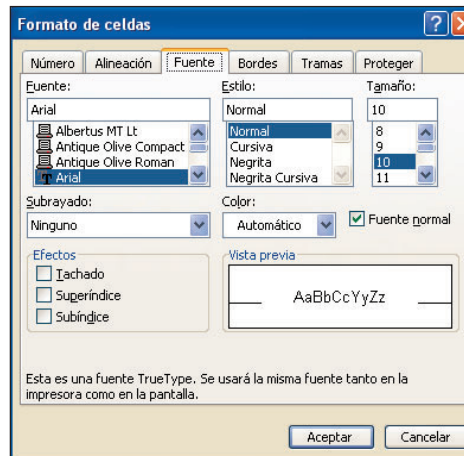 Formato de celdas
Número Alineación Fuente Bordes Tramas Proteger
Fuente: Estilo: Tamaño:
Arial Normal 10
Albertus MT Lt Normal 8
Antique Olive Compact Cursiva 9
Antique Olive Roman Negrita 10
Arial Negrita Cursiva 11
Subrayado: Color:
Ninguno Automático Fuente normal
Efectos Vista previa
Tachado
Superíndice AaBbCcYyZz
Subíndice
Esta es una fuente TrueType. Se usará la misma fuente tanto en la
impresora como en la pantalla.
Aceptar Cancelar